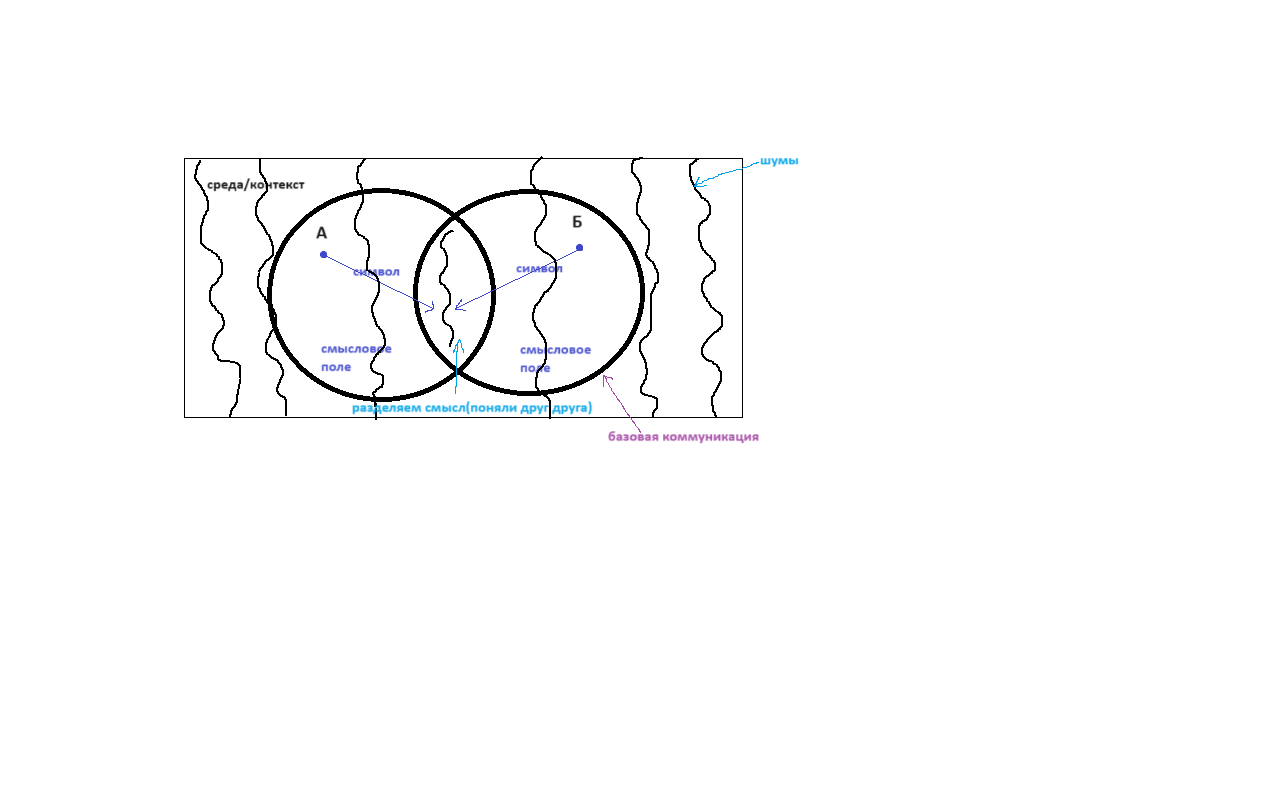 шумы
среда/контекст
А
Б
символ
символ
смысловое
поле
смысловое
поле
разделяем смысл(поняли друг друга)
базовая коммуникация